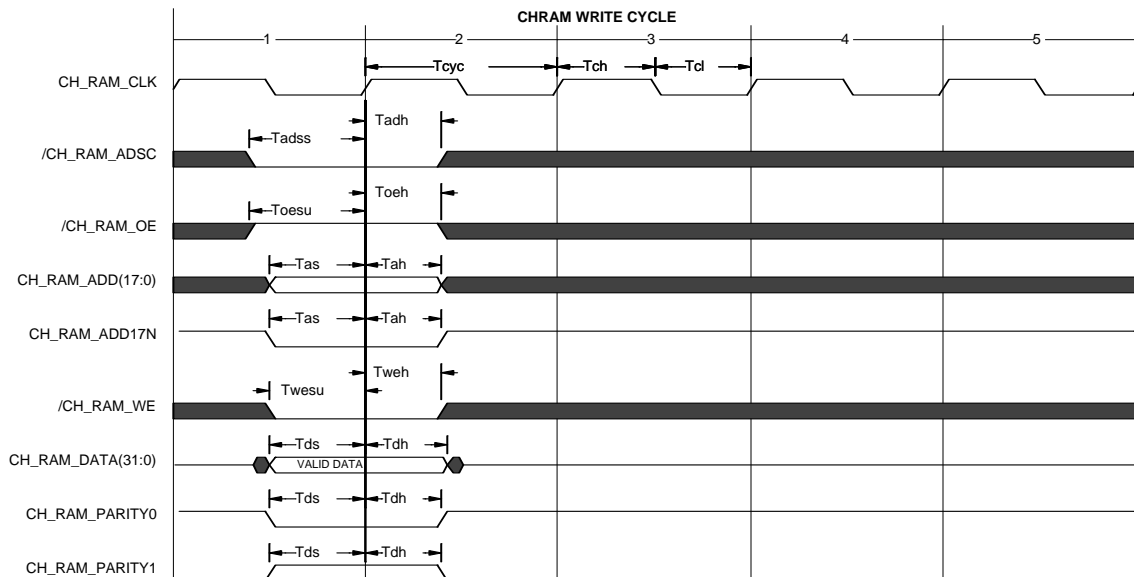 CHRAM WRITE CYCLE
1 2 3 4 5
CH_RAM_CLK Tcyc Tch Tcl
Tadh
Tadss
/CH_RAM_ADSC
Toeh
Toesu
/CH_RAM_OE
Tas Tah
CH_RAM_ADD(17:0)
Tas Tah
CH_RAM_ADD17N
Tweh
Twesu
/CH_RAM_WE
Tds Tdh
CH_RAM_DATA(31:0) VALID DATA
Tds Tdh
CH_RAM_PARITY0
Tds Tdh
CH_RAM_PARITY1